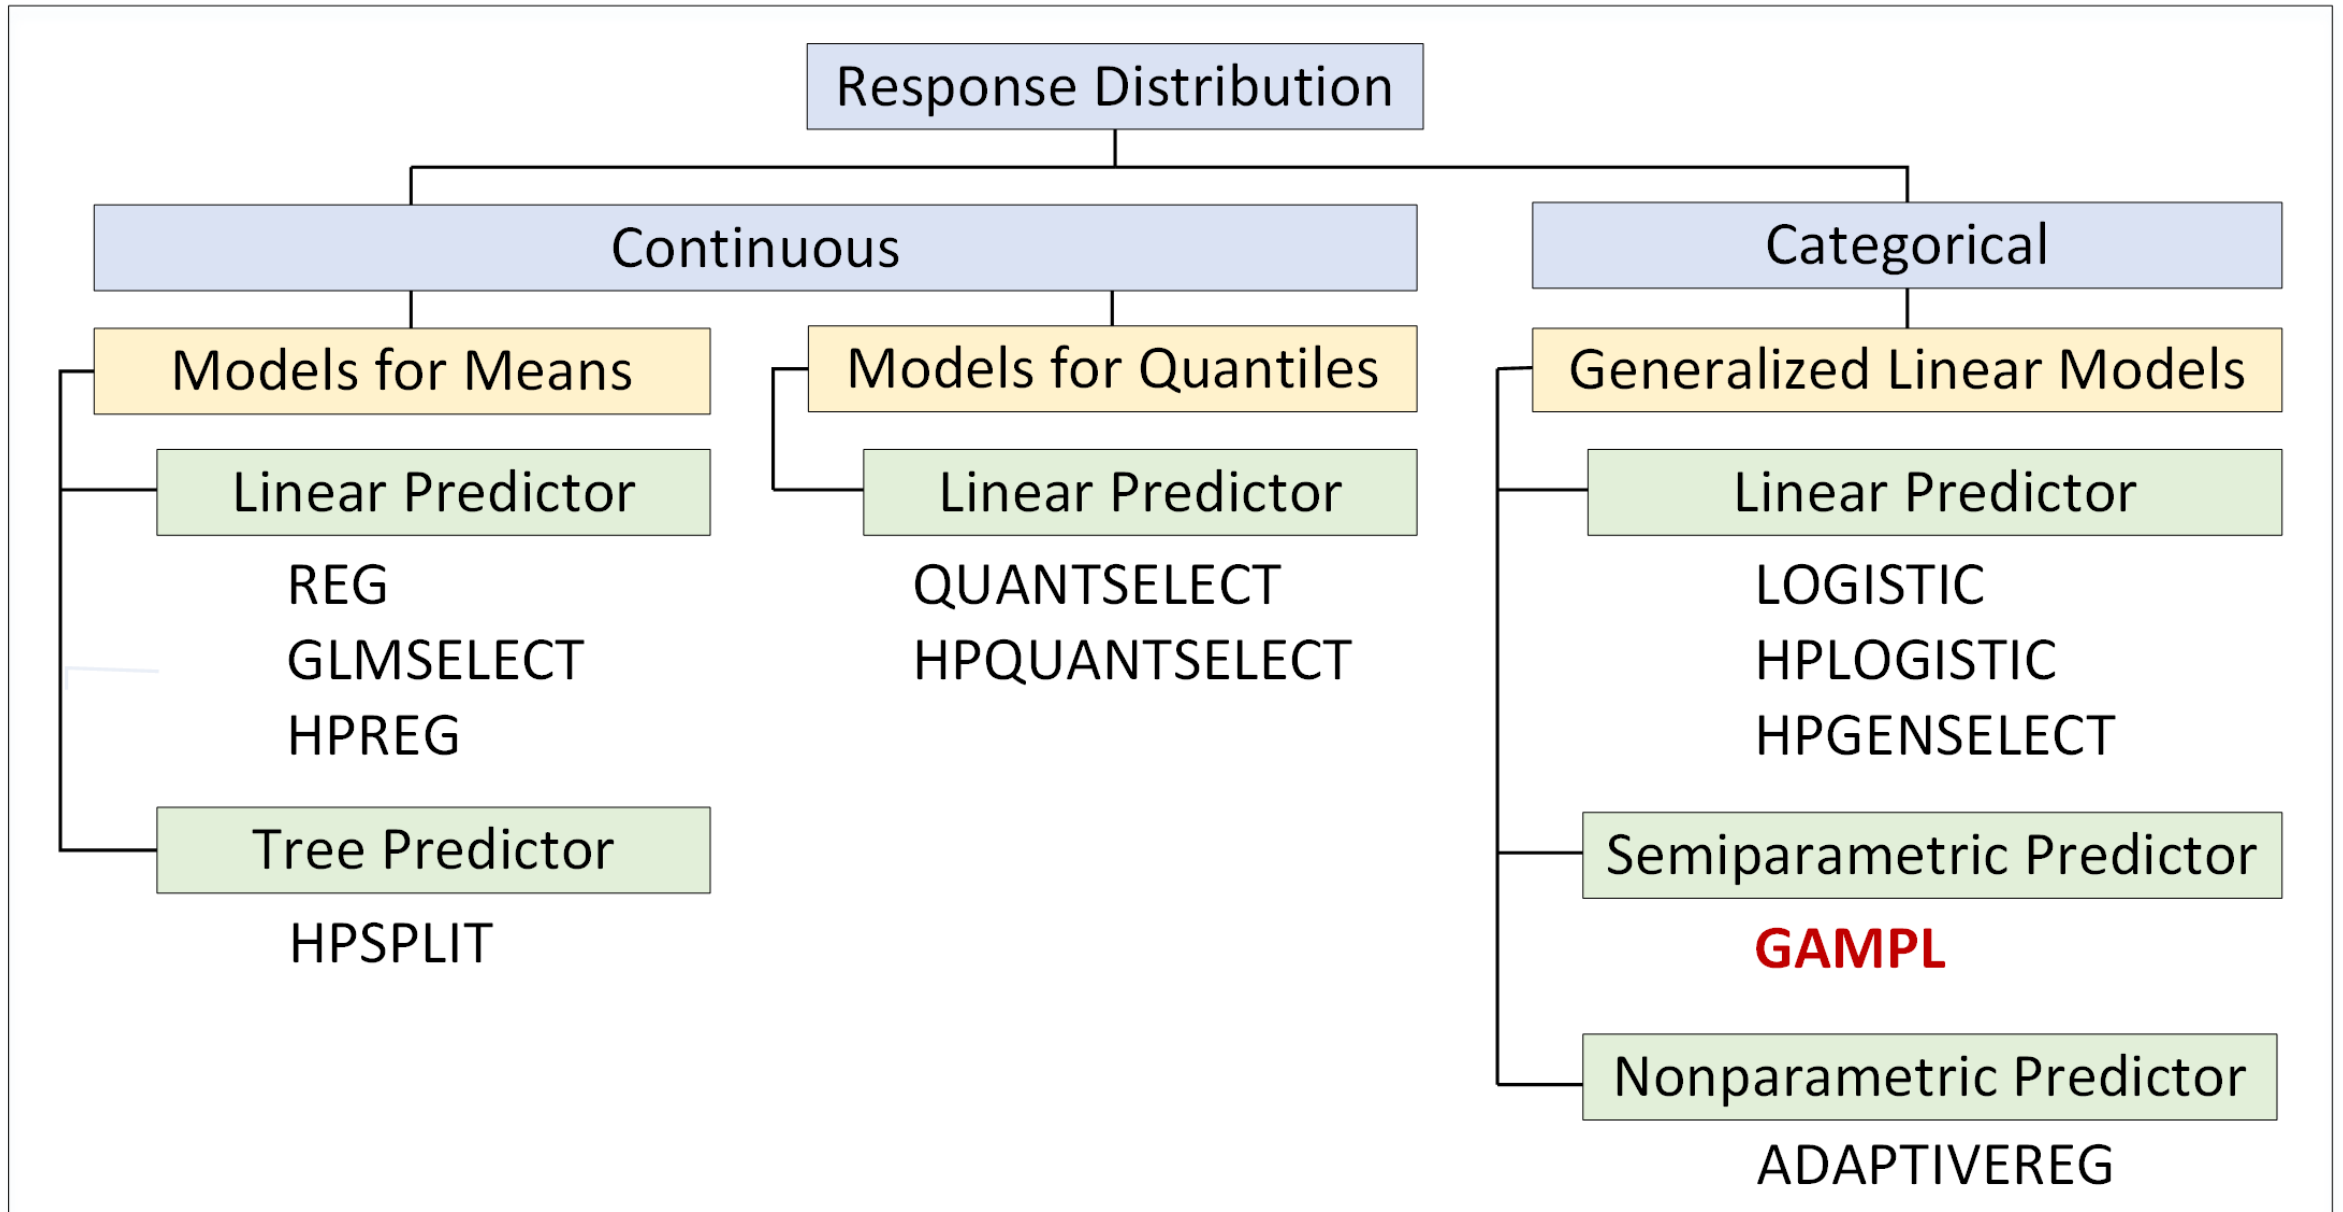 Response Distribution
Continuous
Categorical
Models for Means
Models for Quantiles
Generalized Linear Models
Linear Predictor
REG
GLMSELECT
HPREG
Tree Predictor
HPSPLIT
Linear Predictor
QUANTSELECT
HPQUANTSELECT
Linear Predictor
LOGISTIC
HPLOGISTIC
HPGENSELECT
Semiparametric Predictor
GAMPL
Nonparametric Predictor
ADAPTIVEREG